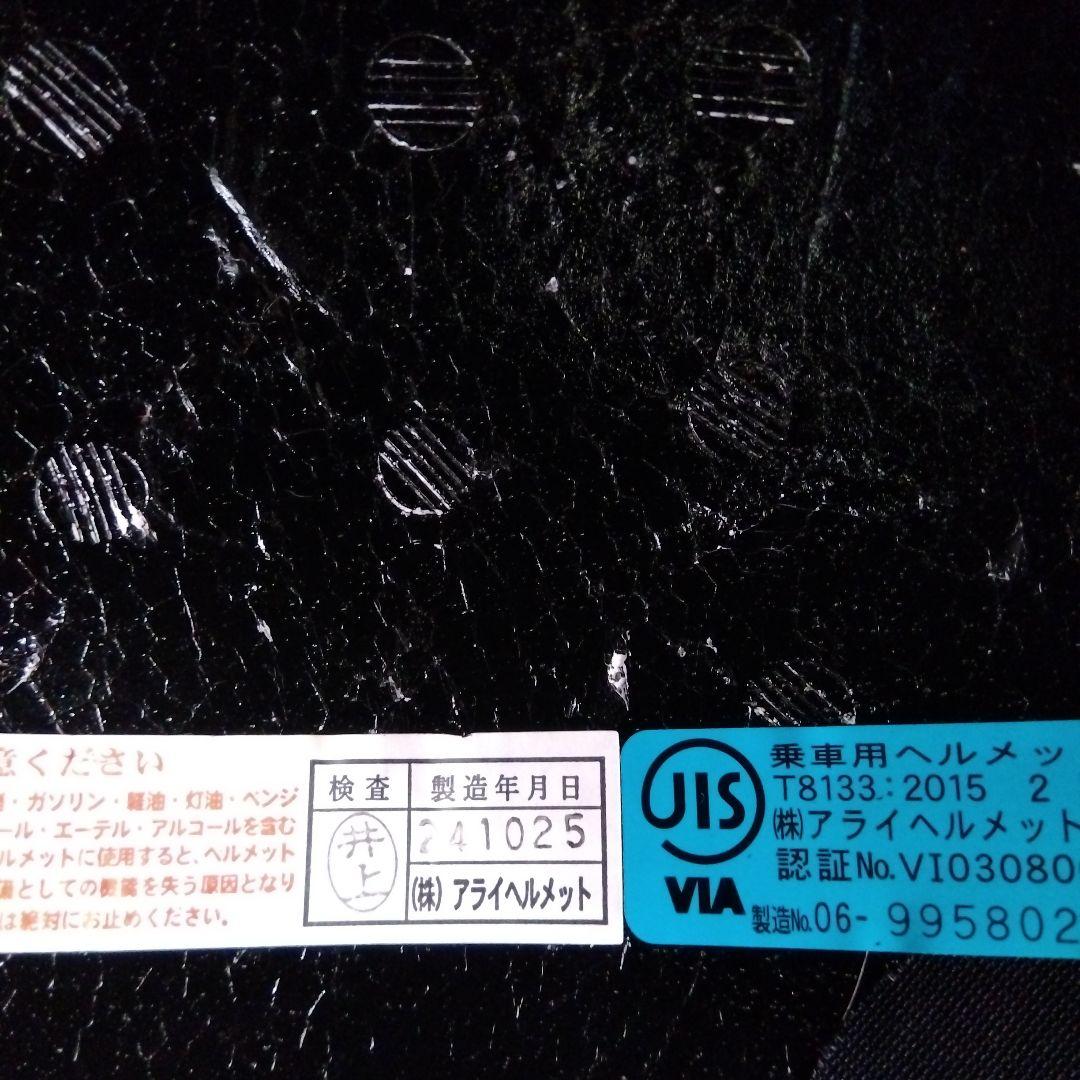 意ください
・ガソリン・軽油・灯油・ベンジ
ール・エーテル・アルコールを含む
ルメットに使用すると、ヘルメット
としての機能を失う原因となり
は絶対にお止めください。
検査 製造年月日
井上 241025
(株) アライヘルメット
JIS
VIA
乗車用ヘルメッ
T8133:2015 2
(株)アライヘルメット
認証No.VI03080
製造No.06-995802